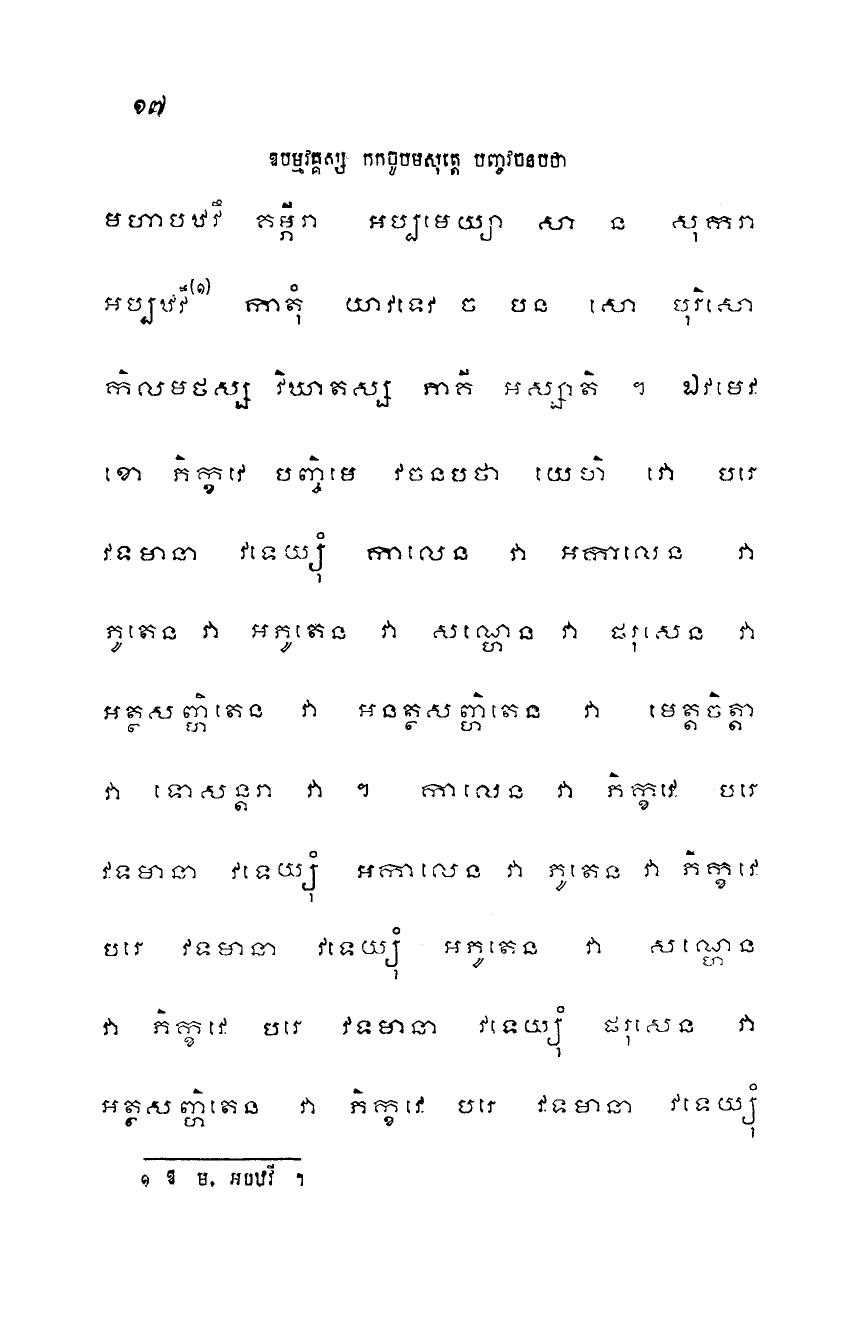 ១៧
ឧបម្មវគ្គស្ស កកចូបមសុត្តេ បញ្ចវចនបថា
មហាបឋវី គម្ភីរា អប្បមេយ្យា សា ន សុករា
អប្បឋវី(១) កាតុំ យាវទេវ ច បន សោ បុរិសោ
កិលមថស្ស វិឃាតស្ស ភាគី អស្សាតិ ។ ឯវមេវ
ខោ ភិក្ខវេ បញ្ចិមេ វចនបថា យេហិ វោ បរេ
វទមានា វទេយ្យុំ កាលេន វា អកាលេន វា
ភូតេន វា អភូតេន វា សណ្ហេន វា ផរុសេន វា
អត្ថសញ្ហិតេន វា អនត្ថសញ្ហិតេន វា មេត្តចិត្តា
វា ទោសន្តរា វា ។ កាលេន វា ភិក្ខវេ បរេ
វទមានា វទេយ្យុំ អកាលេន វា ភូតេន វា ភិក្ខវេ
បរេ វទមានា វទេយ្យុំ អភូតេន វា សណ្ហេន
វា ភិក្ខវេ បរេ វទមានា វទេយ្យុំ ផរុសេន វា
អត្ថសញ្ហិតេន វា ភិក្ខវេ បរេ វទមានា វទេយ្យុំ
១ ឱ ម. អបឋវី ។